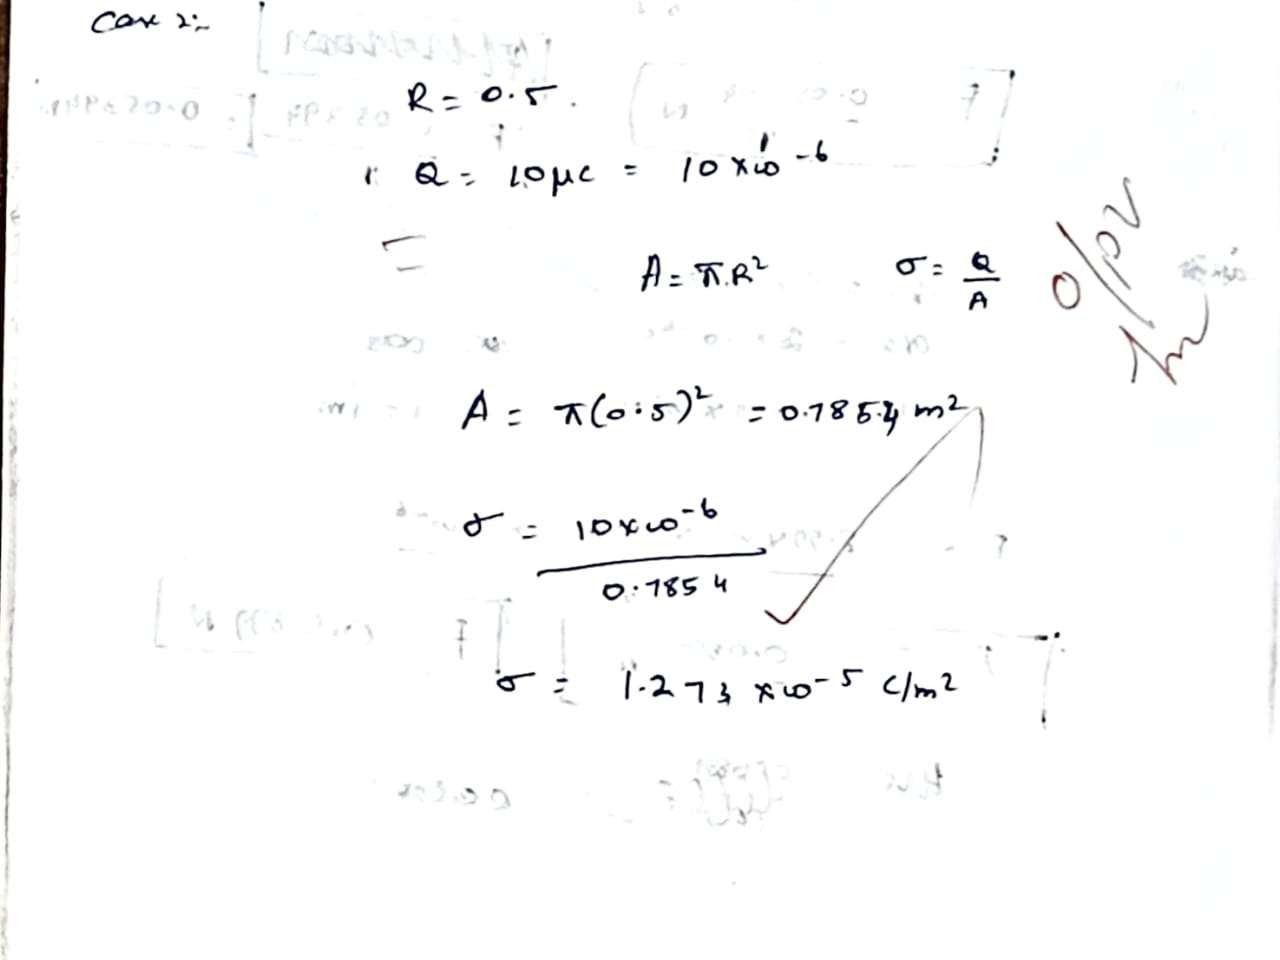 Case 2:-
R = 0.5
Q = 10μC = 10 × 10⁻⁶
A = π.R² σ = Q/A
A = π(0.5)² = 0.7854 m²
σ = 10×10⁻⁶
0.7854
σ = 1.273 ×10⁻⁵ C/m²